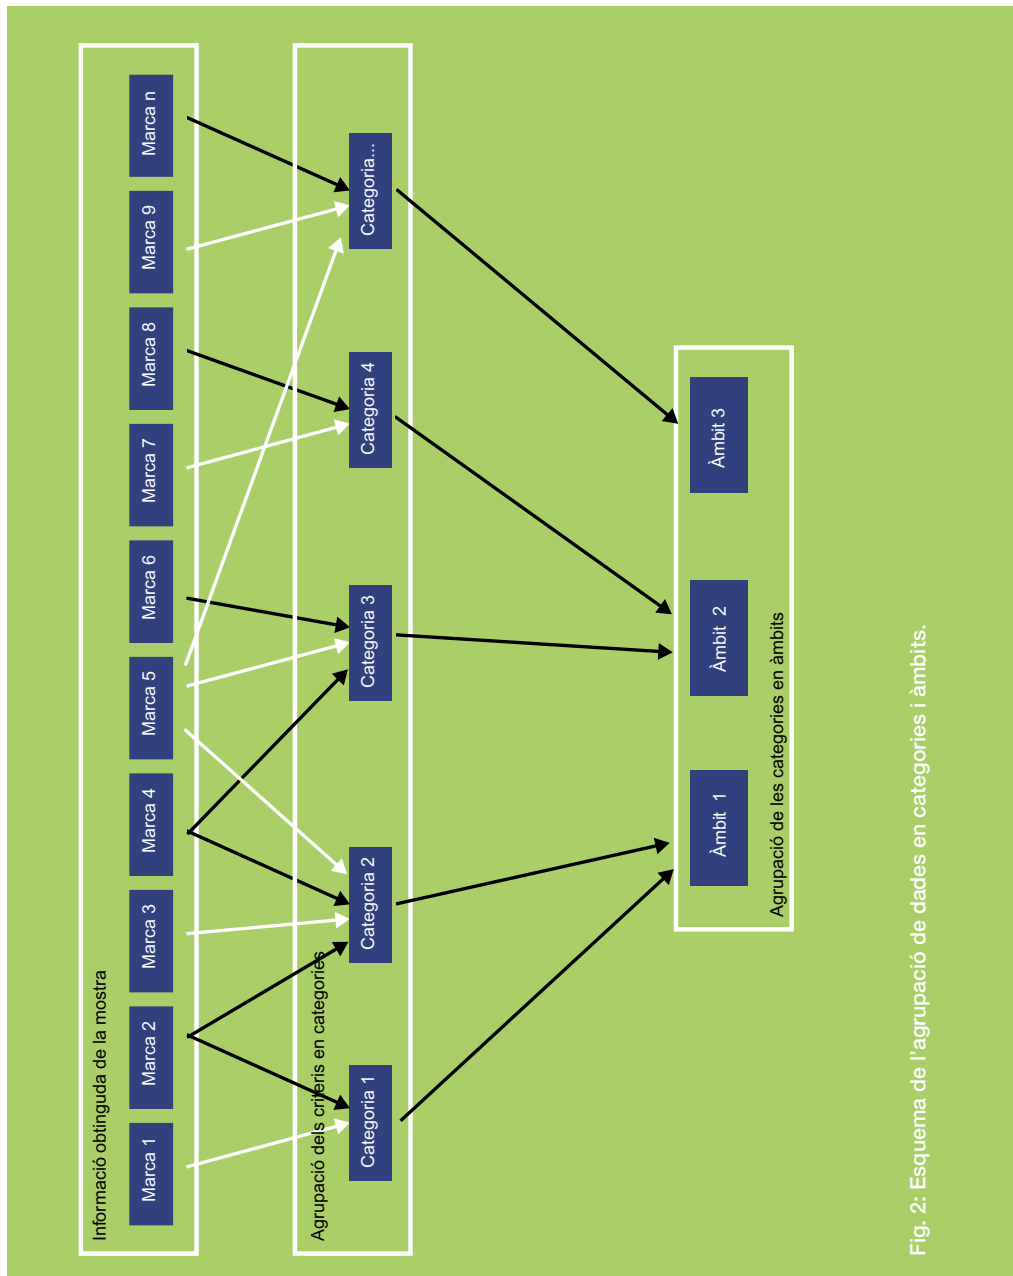 Informació obtinguda de la mostra
Marca 1
Marca 2
Marca 3
Marca 4
Marca 5
Marca 6
Marca 7
Marca 8
Marca 9
Marca n
Agrupació dels criteris en categories
Categoria 1
Categoria 2
Categoria 3
Categoria 4
Categoria...
Àmbit 1
Àmbit 2
Àmbit 3
Agrupació de les categories en àmbits
Fig. 2: Esquema de l'agrupació de dades en categories i àmbits.